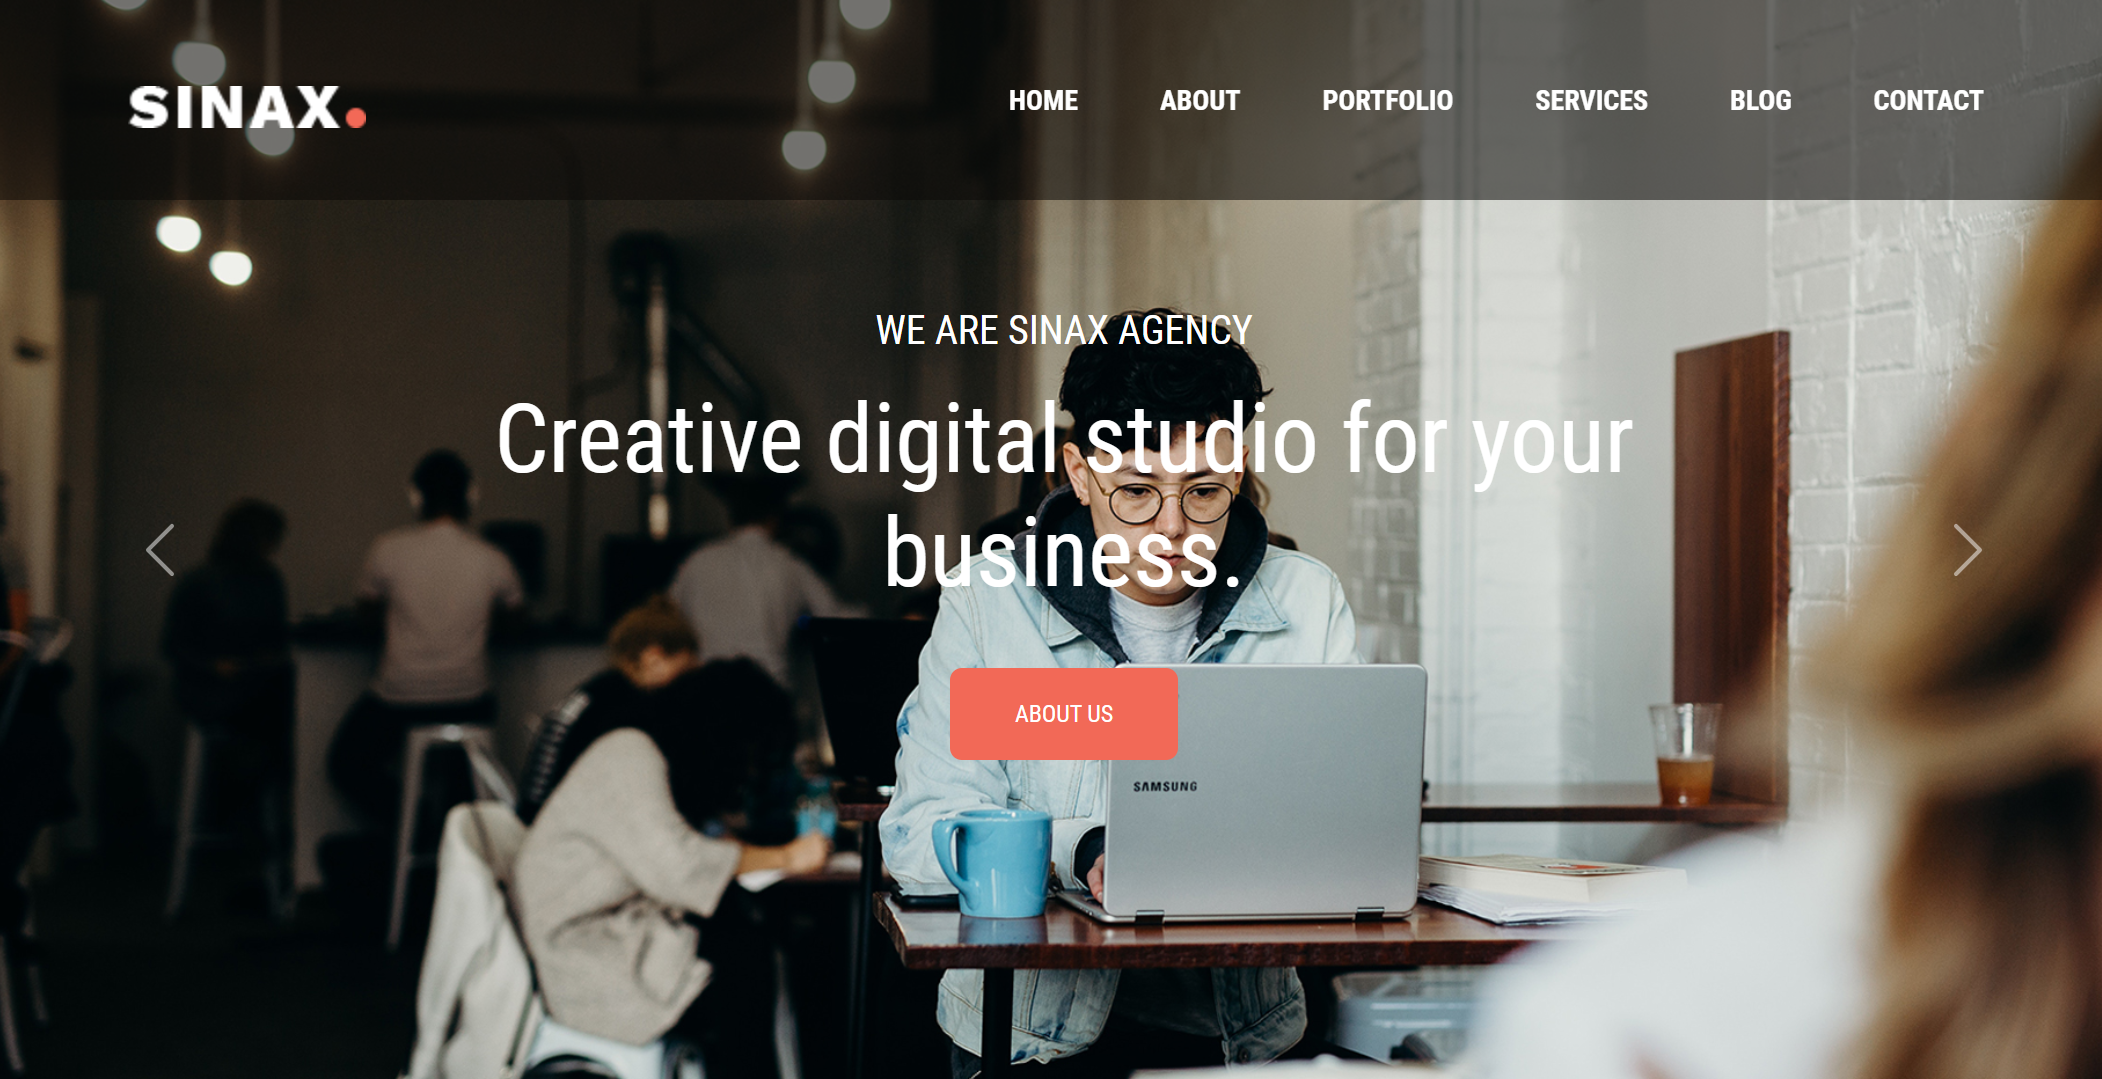 SINAX.
HOME ABOUT PORTFOLIO SERVICES BLOG CONTACT
WE ARE SINAX AGENCY
Creative digital studio for your
business.
ABOUT US
SAMSUNG